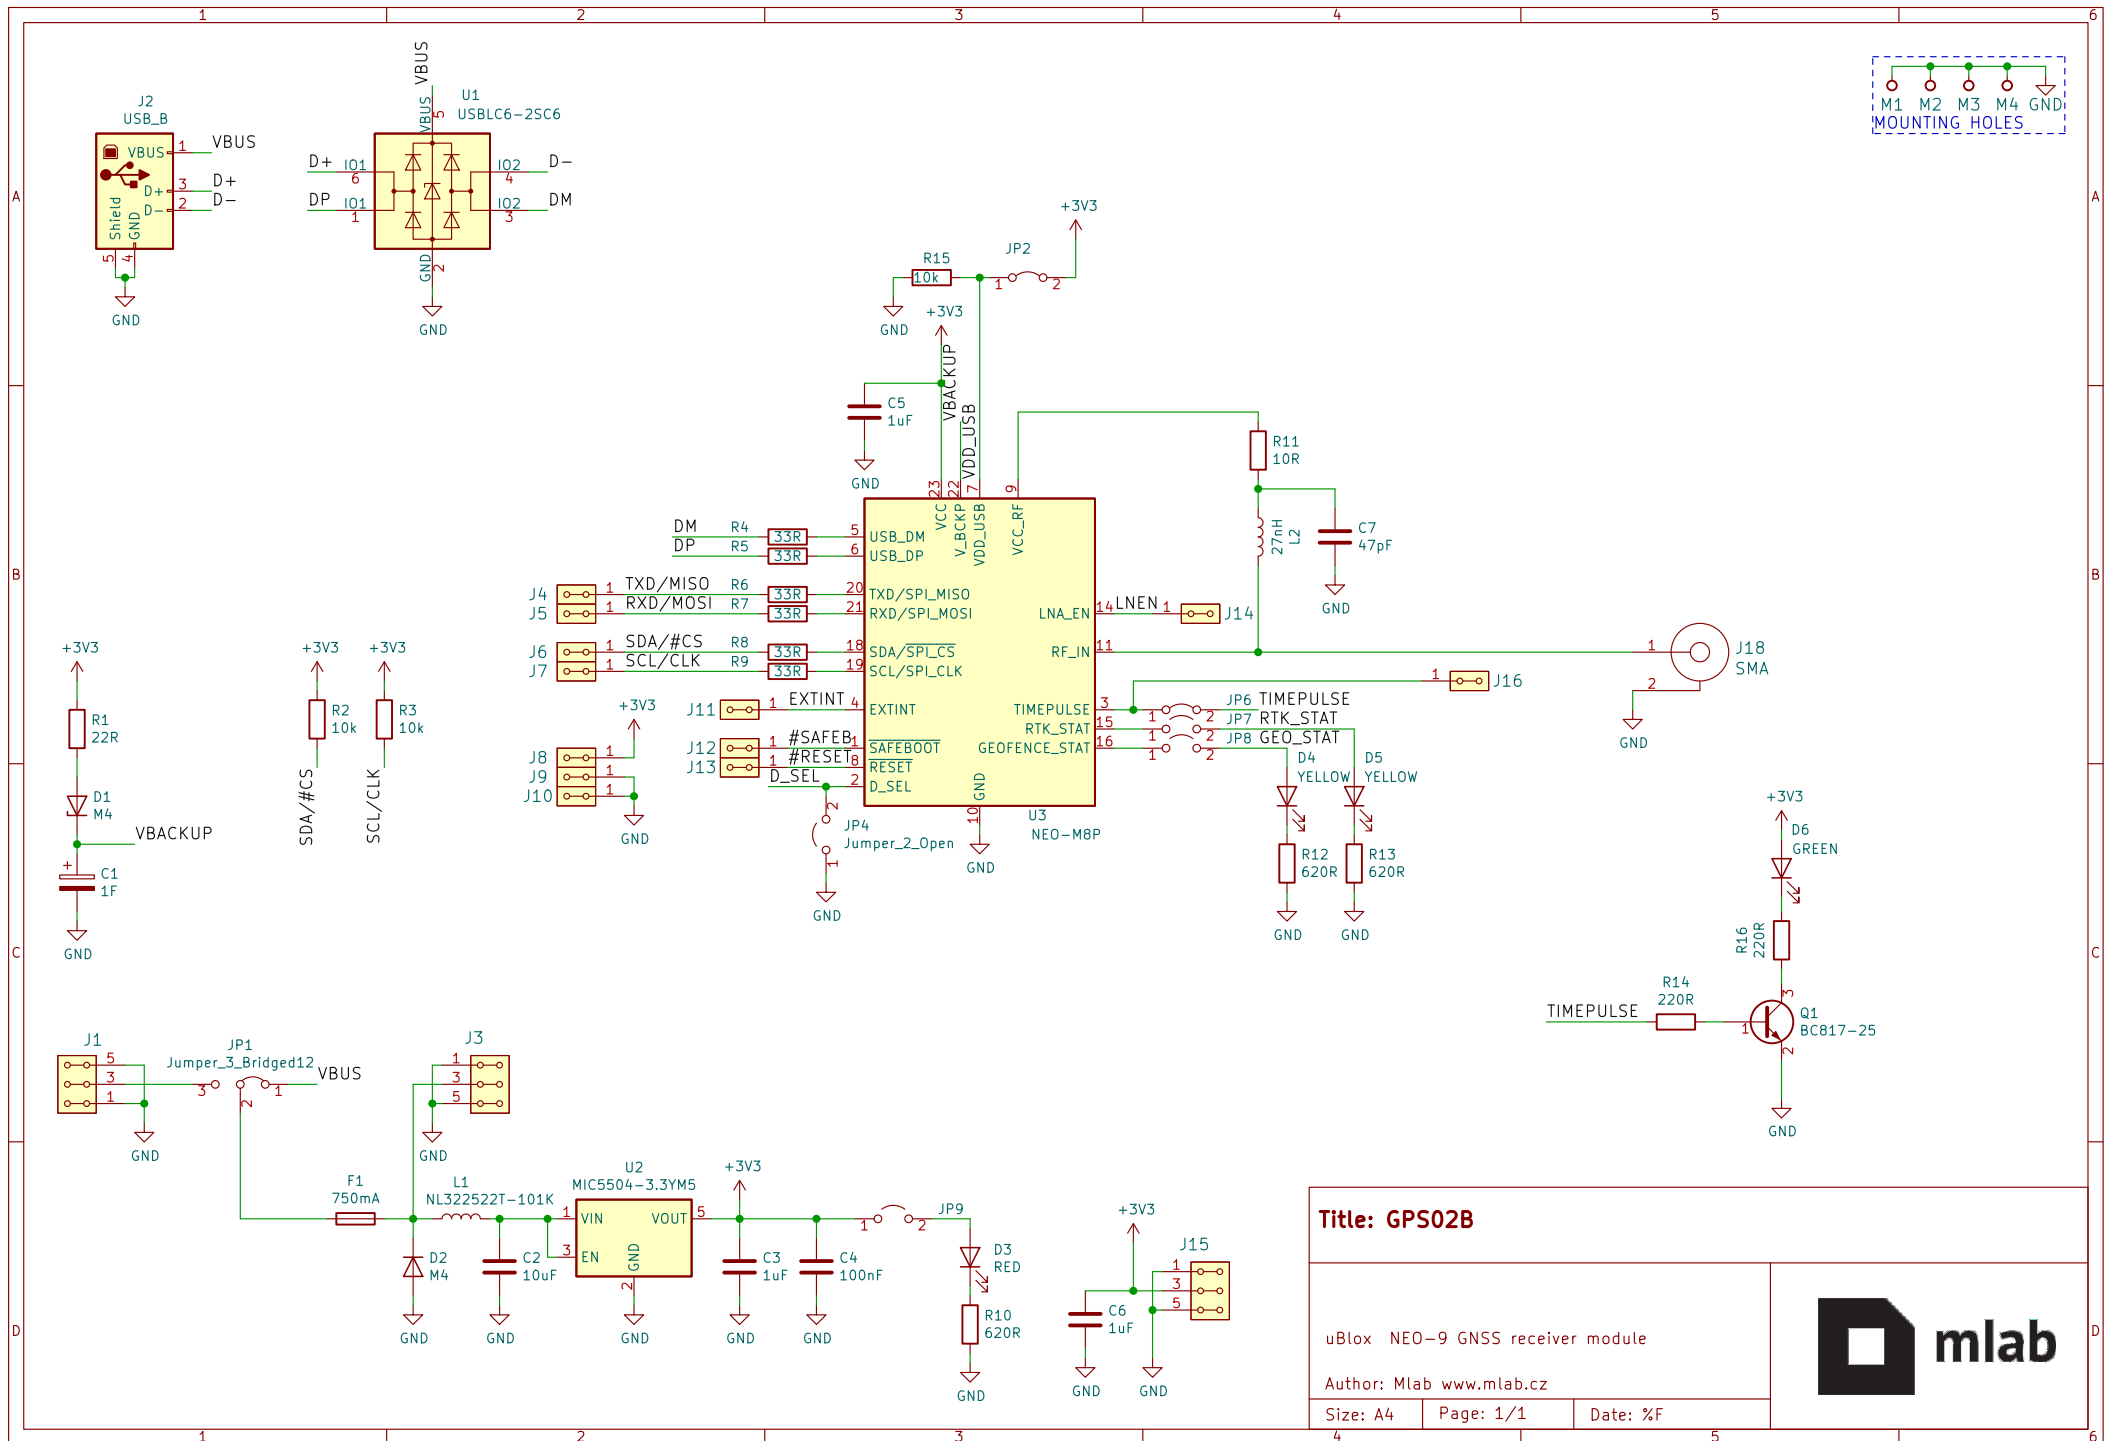 1 2 3 4 5 6
A
B
C
D
J2
USB_B
VBUS 1 VBUS
D+ 3 D+
D- 2 D-
Shield
GND
5 4
GND
VBUS
U1
USBLC6-2SC6
VBUS
5
D+ IO1 6
DP IO1 1
IO2 4 D-
IO2 3 DM
GND
2
GND
M1 M2 M3 M4 GND
MOUNTING HOLES
+3V3
JP2
R15
10k
1 2
GND
+3V3
VBACKUP
VDD_USB
C5
1uF
GND
R11
10R
27nH
L2
C7
47pF
GND
23 22 7 9
VCC
V_BCKP
VDD_USB
VCC_RF
DM R4 33R 5 USB_DM
DP R5 33R 6 USB_DP
J4 1 TXD/MISO R6 33R 20 TXD/SPI_MISO
J5 1 RXD/MOSI R7 33R 21 RXD/SPI_MOSI
J6 1 SDA/#CS R8 33R 18 SDA/SPI_CS
J7 1 SCL/CLK R9 33R 19 SCL/SPI_CLK
J11 1 EXTINT 4 EXTINT
J12 1 #SAFEB 1 SAFEBOOT
J13 1 #RESET 8 RESET
D_SEL 2 D_SEL
LNA_EN 14 LNEN 1 J14
RF_IN 11
1 J18
SMA
2
GND
1 J16
TIMEPULSE 3 1 2 JP6 TIMEPULSE
RTK_STAT 15 1 2 JP7 RTK_STAT
GEOFENCE_STAT 16 1 2 JP8 GEO_STAT
GND
10
U3
NEO-M8P
GND
+3V3
J8 1
J9 1
J10 1
GND
2
JP4
Jumper_2_Open
1
GND
D4
YELLOW
D5
YELLOW
R12
620R
R13
620R
GND GND
+3V3
R1
22R
D1
M4
VBACKUP
+
C1
1F
GND
+3V3 +3V3
R2
10k
R3
10k
SDA/#CS
SCL/CLK
+3V3
D6
GREEN
R16
220R
TIMEPULSE
R14
220R
3
1
2
Q1
BC817-25
GND
J1
5
3
1
GND
JP1
Jumper_3_Bridged12
3 2 1
VBUS
J3
1
3
5
GND
F1
750mA
L1
NL322522T-101K
D2
M4
GND
C2
10uF
GND
U2
MIC5504-3.3YM5
1 VIN
3 EN
VOUT 5
GND
2
GND
+3V3
C3
1uF
GND
C4
100nF
GND
1 2
JP9
D3
RED
R10
620R
GND
+3V3
J15
1
3
5
C6
1uF
GND GND
Title: GPS02B
uBlox NEO-9 GNSS receiver module
Author: Mlab www.mlab.cz
Size: A4 Page: 1/1 Date: %F
mlab
A
B
C
D
1 2 3 4 5 6